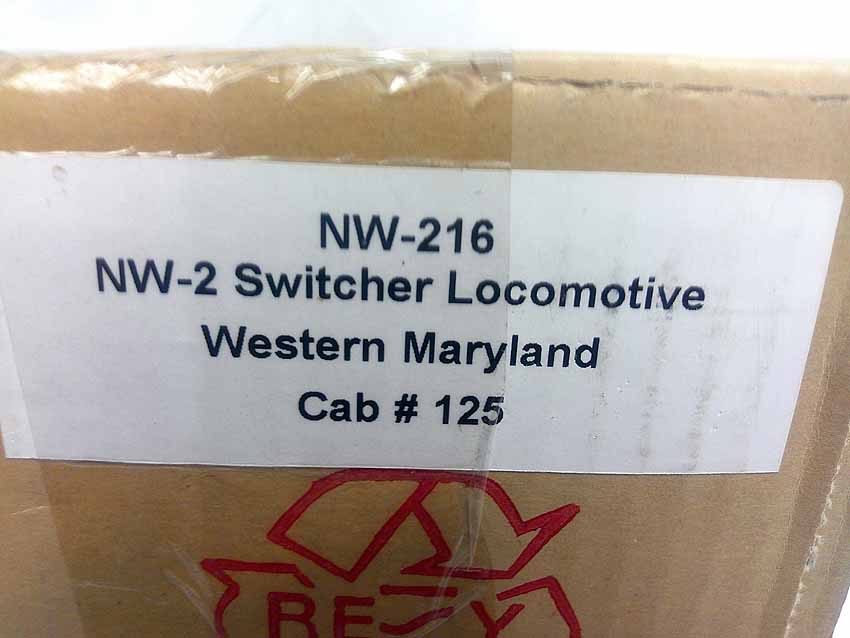 NW-216
NW-2 Switcher Locomotive
Western Maryland
Cab # 125